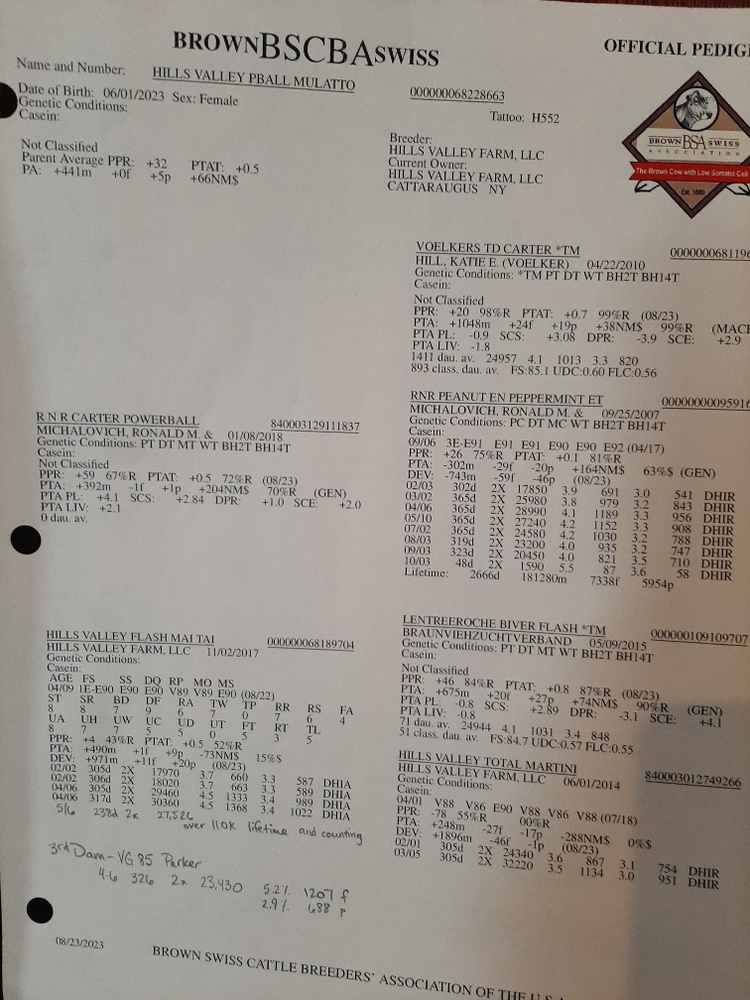 BROWNBSCBASWISS
OFFICIAL PEDIG
Name and Number: HILLS VALLEY PBALL MULATTO 000000068228663
Date of Birth: 06/01/2023 Sex: Female
Tattoo: H552
Genetic Conditions:
Casein:
Not Classified
Parent Average PPR: +32 PTAT: +0.5
PA: +441m +0f +5p +66NM$
Breeder:
HILLS VALLEY FARM, LLC
Current Owner:
HILLS VALLEY FARM, LLC
CATTARAUGUS NY
BROWN BSA SWISS
ASSOCIATION
The Brown Cow with Low Somatic Cell
Est. 1880
VOELKERS TD CARTER *TM 0000000681196
HILL, KATIE E. (VOELKER) 04/22/2010
Genetic Conditions: *TM PT DT WT BH2T BH14T
Casein:
Not Classified
PPR: +20 98%R PTAT: +0.7 99%R (08/23)
PTA: +1048m +24f +19p +38NM$ 99%R (MACE
PTA PL: -0.9 SCS: +3.08 DPR: -3.9 SCE: +2.9
PTA LIV: -1.8
1411 dau. av. 24957 4.1 1013 3.3 820
893 class. dau. av. FS:85.1 UDC:0.60 FLC:0.56
R N R CARTER POWERBALL 840003129111837
MICHALOVICH, RONALD M. & 01/08/2018
Genetic Conditions: PT DT MT WT BH2T BH14T
Casein:
Not Classified
PPR: +59 67%R PTAT: +0.5 72%R (08/23)
PTA: +392m -1f +1p +204NM$ 70%R (GEN)
PTA PL: +4.1 SCS: +2.84 DPR: +1.0 SCE: +2.0
PTA LIV: +2.1
0 dau. av.
RNR PEANUT EN PEPPERMINT ET 00000000095916
MICHALOVICH, RONALD M. & 09/25/2007
Genetic Conditions: PC DT MC WT BH2T BH14T
Casein:
09/06 3E-E91 E91 E91 E90 E90 E92 (04/17)
PPR: +26 75%R PTAT: +0.1 81%R
PTA: -302m -29f -20p +164NM$ 63%$ (GEN)
DEV: -743m -59f -46p (08/23)
02/03 302d 2X 17850 3.9 691 3.0 541 DHIR
03/02 365d 2X 25980 3.8 979 3.2 843 DHIR
04/06 365d 2X 28990 4.1 1189 3.3 956 DHIR
05/10 365d 2X 27240 4.2 1152 3.3 908 DHIR
07/02 365d 2X 24580 4.2 1030 3.2 788 DHIR
08/03 319d 2X 23200 4.0 935 3.2 747 DHIR
09/03 323d 2X 20450 4.0 821 3.5 710 DHIR
10/03 48d 2X 1590 5.5 87 3.6 58 DHIR
Lifetime: 2666d 181280m 7338f 5954p
HILLS VALLEY FLASH MAI TAI 000000068189704
HILLS VALLEY FARM, LLC 11/02/2017
Genetic Conditions:
Casein:
AGE FS SS DQ RP MO MS
04/09 1E-E90 E90 E90 V89 V89 E90 (08/22)
ST SR BD DF RA TW TP RR RS FA
8 8 7 9 6 7 0 7 6 4
UA UH UW UC UD UT FT RT TL
8 7 7 5 5 0 5 3 5
PPR: +4 43%R PTAT: +0.5 52%R
PTA: +490m +1f +9p -73NM$ 15%$
DEV: +971m +11f +20p (08/23)
02/02 305d 2X 17970 3.7 660 3.3 587 DHIA
02/02 306d 2X 18020 3.7 663 3.3 589 DHIA
04/06 305d 2X 29460 4.5 1333 3.4 989 DHIA
04/06 317d 2X 30360 4.5 1368 3.4 1022 DHIA
5/6 238d 2x 27,526
over 110K lifetime and counting
3rd Dam - VG 85 Parker
4-6 326 2x 23,430 5.2% 1207 f
2.9% 688 p
LENTREEROCHE BIVER FLASH *TM 000000109109707
BRAUNVIEHZUCHTVERBAND 05/09/2015
Genetic Conditions: PT DT MT WT BH2T BH14T
Casein:
Not Classified
PPR: +46 84%R PTAT: +0.8 87%R (08/23)
PTA: +675m +20f +27p +74NM$ 90%R (GEN)
PTA PL: -0.8 SCS: +2.89 DPR: -3.1 SCE: +4.1
PTA LIV: -0.8
71 dau. av. 24944 4.1 1031 3.4 848
51 class. dau. av. FS:84.7 UDC:0.57 FLC:0.55
HILLS VALLEY TOTAL MARTINI 840003012749266
HILLS VALLEY FARM, LLC 06/01/2014
Genetic Conditions:
Casein:
04/01 V88 V86 E90 V88 V86 V88 (07/18)
PPR: -78 55%R 00%R
PTA: +248m -27f -17p -288NM$ 0%$
DEV: +1896m -46f -1p (08/23)
02/01 305d 2X 24340 3.6 867 3.1 754 DHIR
03/05 305d 2X 32220 3.5 1134 3.0 951 DHIR
08/23/2023
BROWN SWISS CATTLE BREEDERS' ASSOCIATION OF THE U.S.A